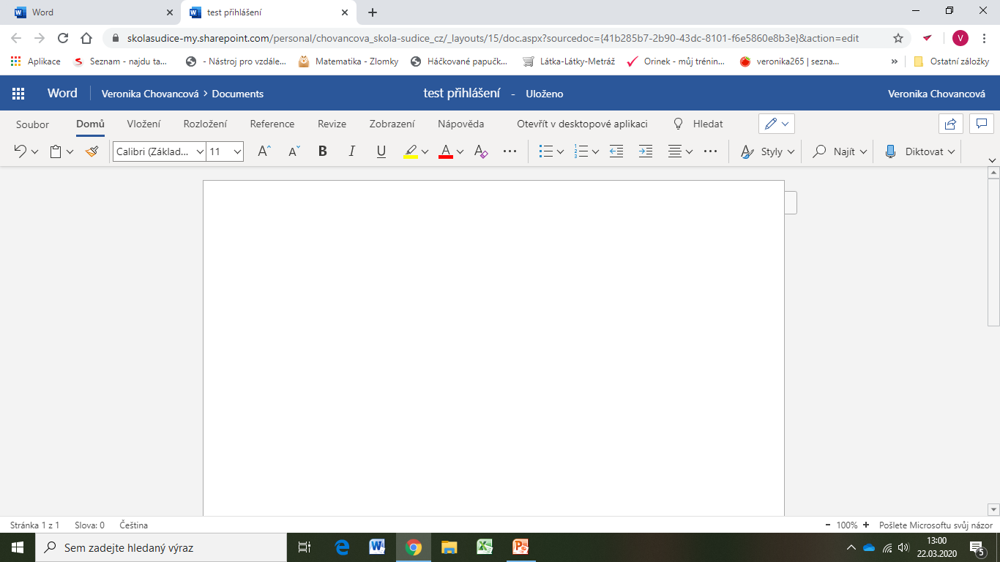 Word
test přihlášení
skolasudice-my.sharepoint.com/personal/chovancova_skola-sudice_cz/_layouts/15/doc.aspx?sourcedoc={41b285b7-2b90-43dc-8101-f6e5860e8b3e}&action=edit
V
Aplikace
Seznam - najdu ta...
- Nástroj pro vzdále...
Matematika - Zlomky
Háčkované papučk...
Látka-Látky-Metráž
Orinek - můj trénin...
veronika265 | sezna...
»
Ostatní záložky
Word
Veronika Chovancová > Documents
test přihlášení - Uloženo
Veronika Chovancová
Soubor
Domů
Vložení
Rozložení
Reference
Revize
Zobrazení
Nápověda
Otevřít v desktopové aplikaci
Hledat
Calibri (Základ...
11
A
A
B
I
U
A
A
Styly
Najít
Diktovat
Stránka 1 z 1
Slova: 0
Čeština
- 100% +
Pošlete Microsoftu svůj názor
Sem zadejte hledaný výraz
13:00
22.03.2020
5